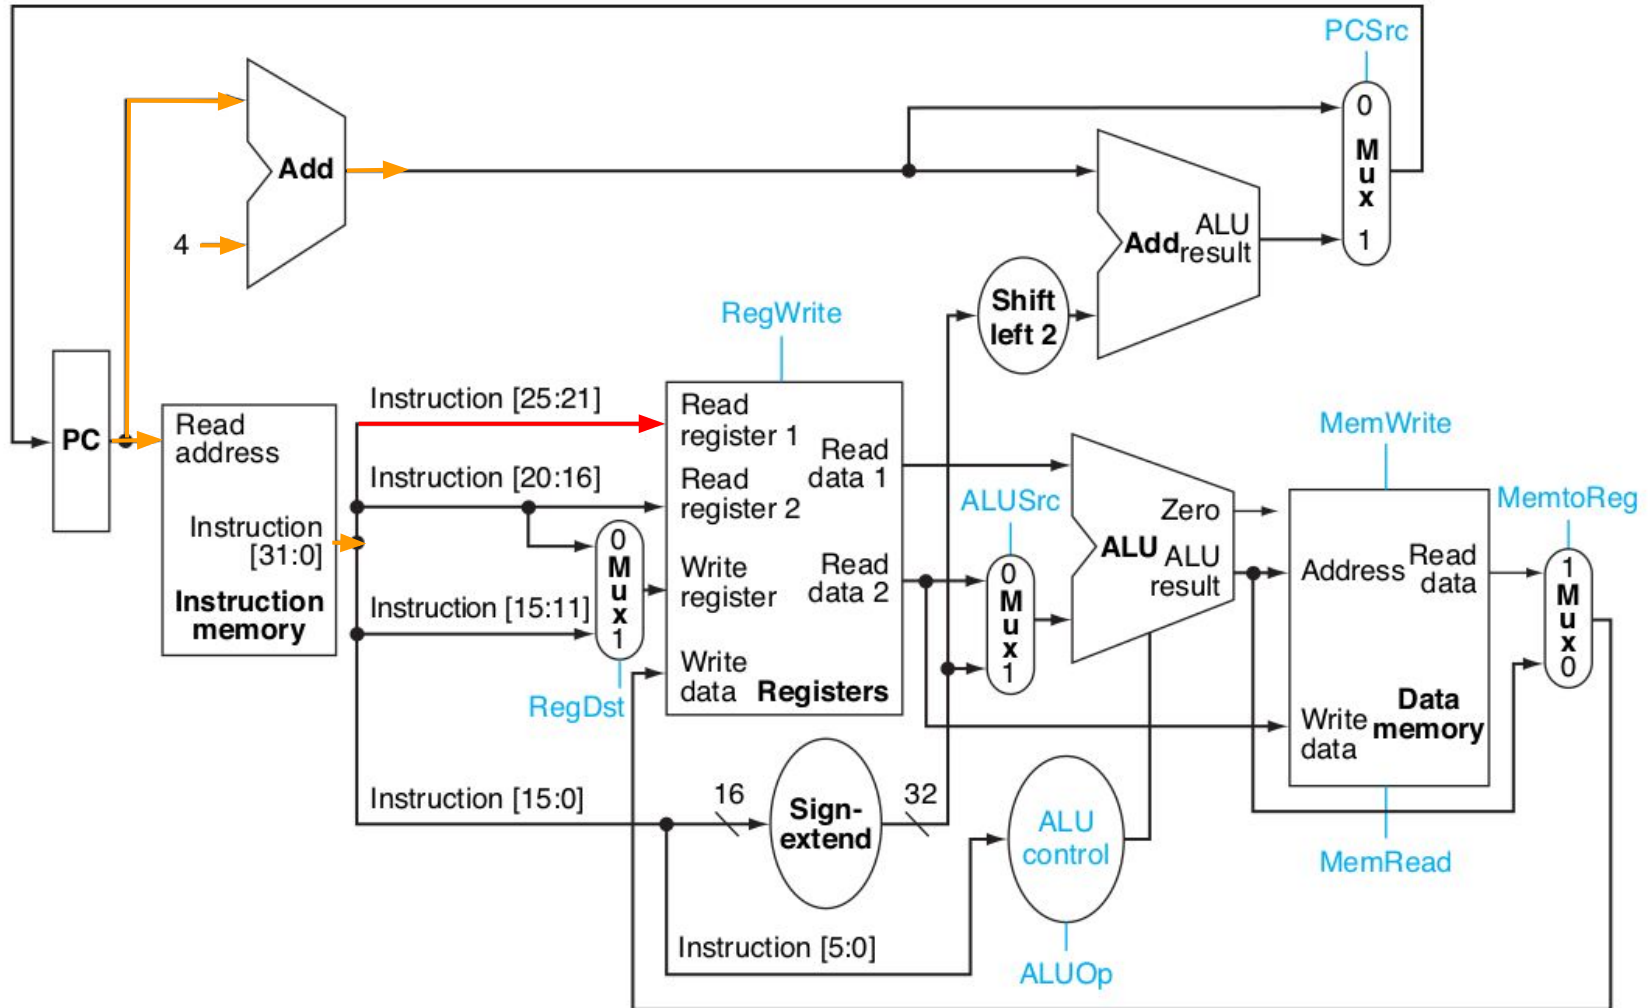 PCSrc
0
M
u
x
1
Add
4
Add
ALU
result
Shift
left 2
RegWrite
PC
Read
address
Instruction
[31:0]
Instruction
memory
Instruction [25:21]
Instruction [20:16]
Instruction [15:11]
0
M
u
x
1
RegDst
Read
register 1
Read
register 2
Write
register
Write
data
Read
data 1
Read
data 2
Registers
ALUSrc
0
M
u
x
1
Zero
ALU
ALU
result
MemWrite
Address
Read
data
Write
data
Data
memory
MemRead
MemtoReg
1
M
u
x
0
Instruction [15:0]
16
Sign-
extend
32
ALU
control
Instruction [5:0]
ALUOp